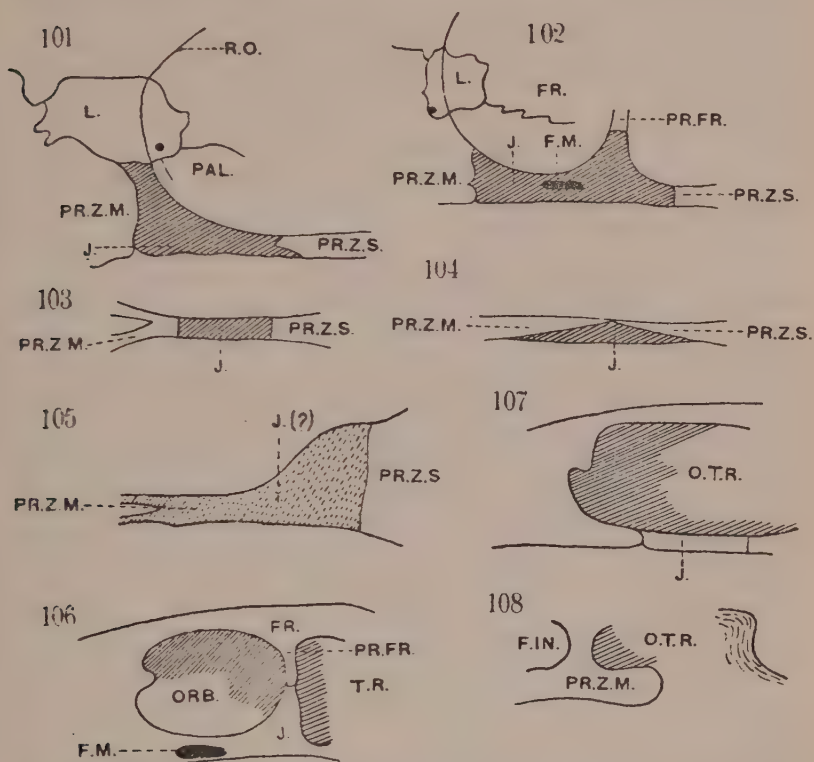 101
R.O.
L.
PAL.
PR.Z.M.
J.
PR.Z.S.
102
L.
FR.
J.
F.M.
PR.FR.
PR.Z.M.
PR.Z.S.
103
PR.Z.M.
PR.Z.S.
J.
104
PR.Z.M.
PR.Z.S.
J.
105
J.(?)
PR.Z.M.
PR.Z.S
107
O.T.R.
J.
106
FR.
PR.FR.
ORB.
T.R.
J.
F.M.
108
F.IN.
O.T.R.
PR.Z.M.